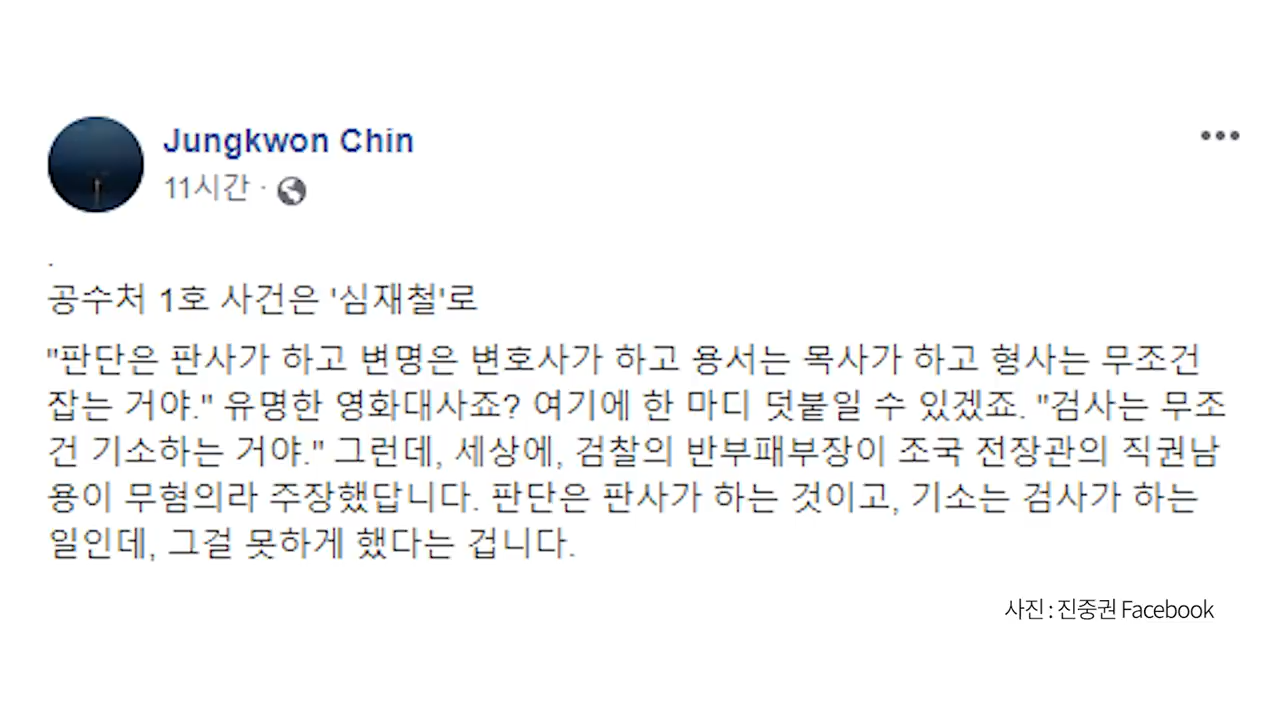 Jungkwon Chin
11시간 ·
.
공수처 1호 사건은 '심재철'로
"판단은 판사가 하고 변명은 변호사가 하고 용서는 목사가 하고 형사는 무조건
잡는 거야." 유명한 영화대사죠? 여기에 한 마디 덧붙일 수 있겠죠. "검사는 무조
건 기소하는 거야." 그런데, 세상에, 검찰의 반부패부장이 조국 전장관의 직권남
용이 무혐의라 주장했답니다. 판단은 판사가 하는 것이고, 기소는 검사가 하는
일인데, 그걸 못하게 했다는 겁니다.
사진 : 진중권 Facebook